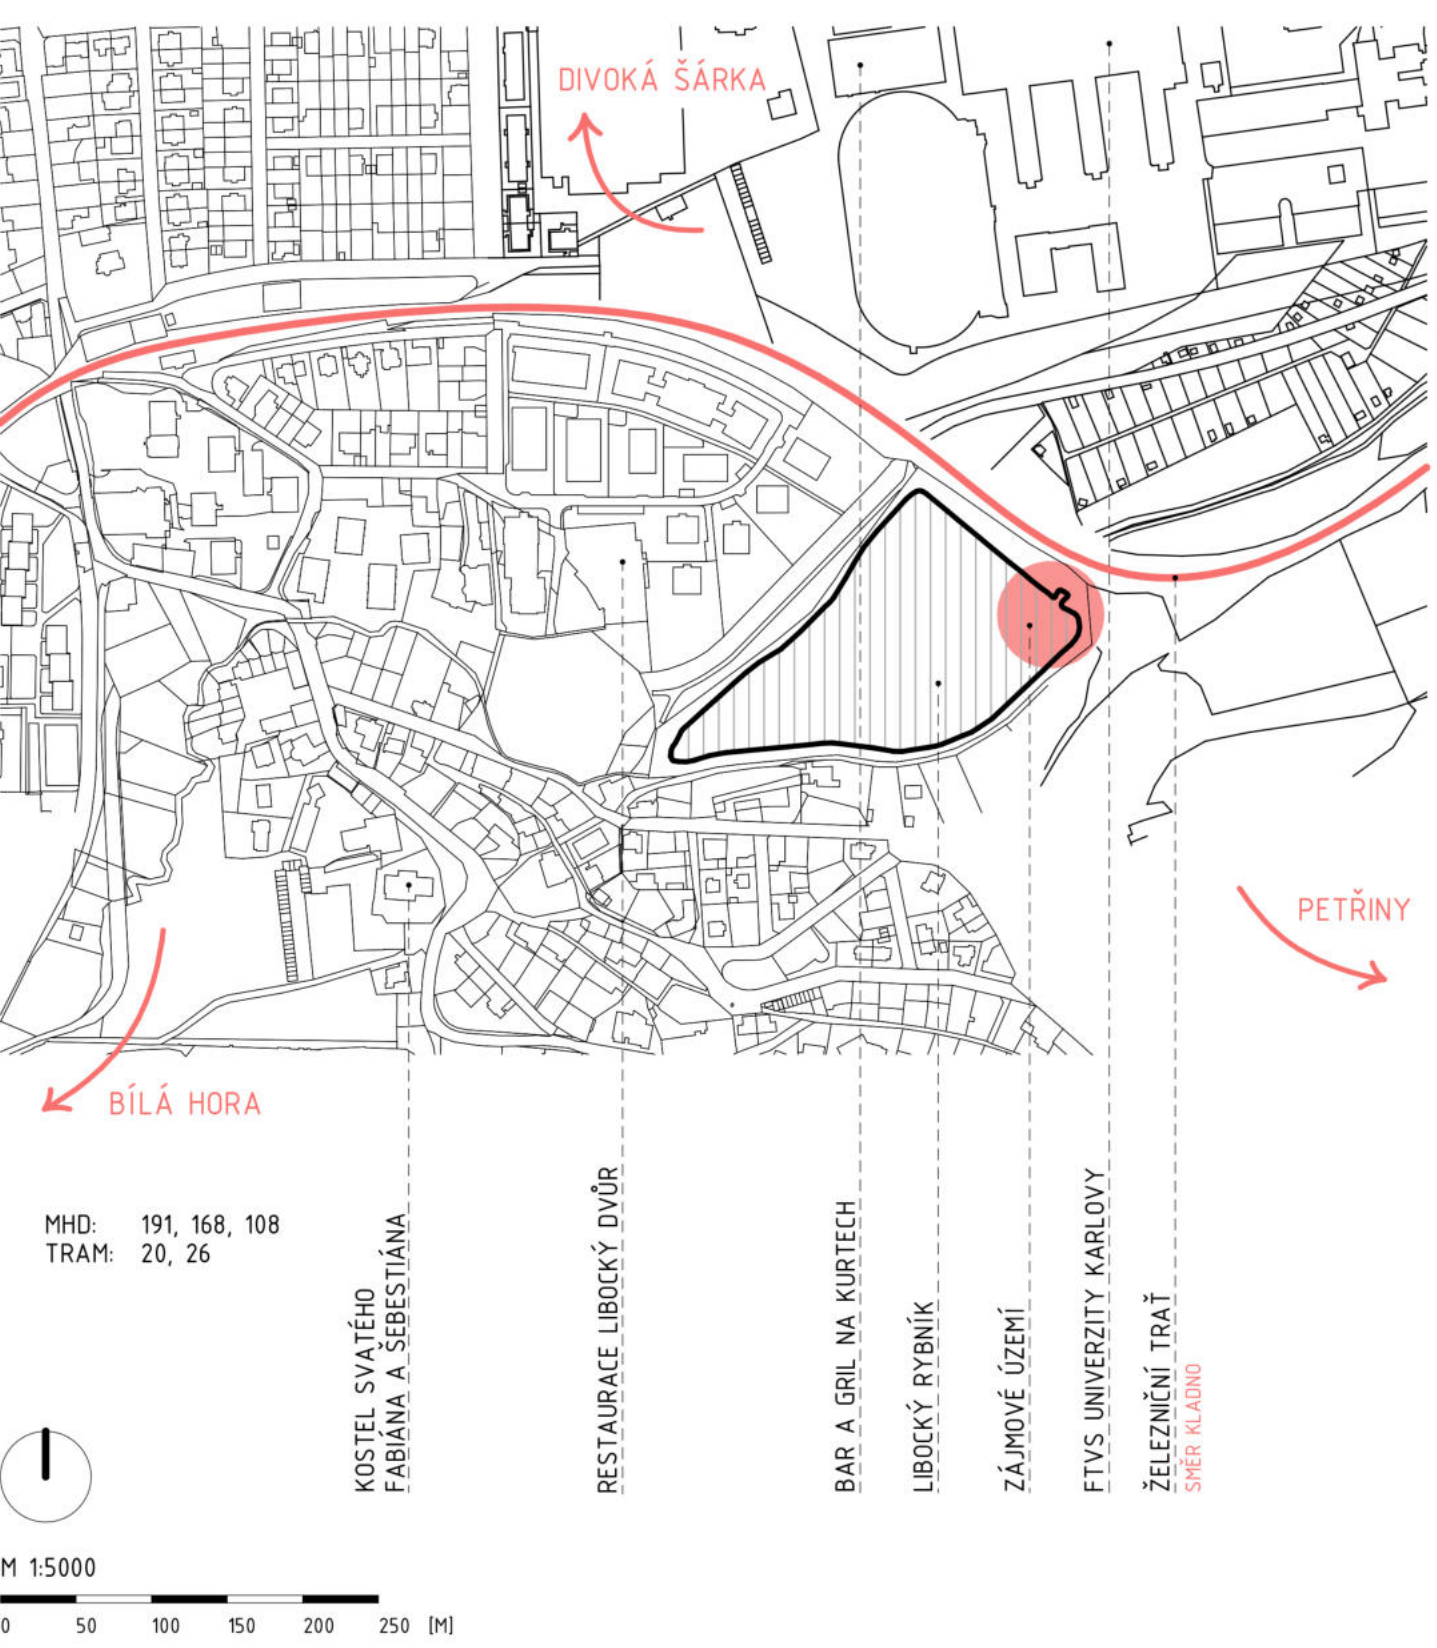 DIVOKÁ ŠÁRKA
PETŘINY
BÍLÁ HORA
MHD: 191, 168, 108
TRAM: 20, 26
KOSTEL SVATÉHO
FABIÁNA A ŠEBESTIÁNA
RESTAURACE LIBOCKÝ DVŮR
BAR A GRIL NA KURTECH
LIBOCKÝ RYBNÍK
ZÁJMOVÉ ÚZEMÍ
FTVS UNIVERZITY KARLOVY
ŽELEZNIČNÍ TRAŤ
SMĚR KLADNO
M 1:5000
0 50 100 150 200 250 [M]